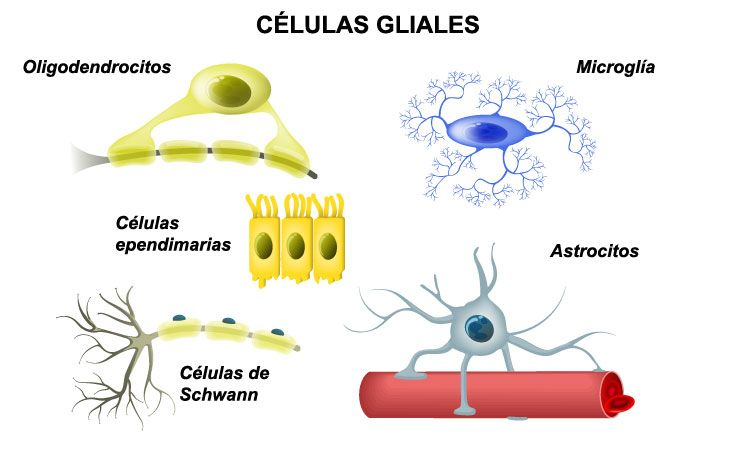 CÉLULAS GLIALES
Oligodendrocitos
Microglía
Células
ependimarias
Astrocitos
Células de
Schwann